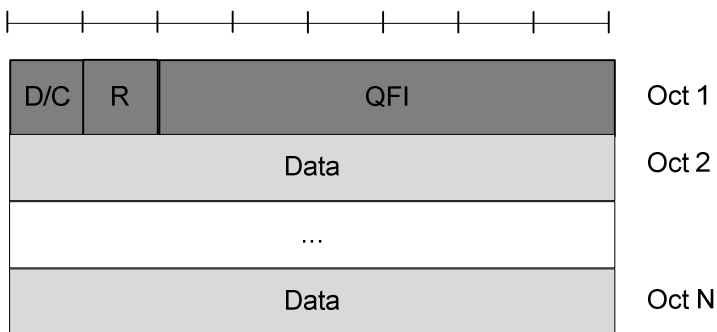 D/C R QFI Oct 1
Data Oct 2
...
Data Oct N